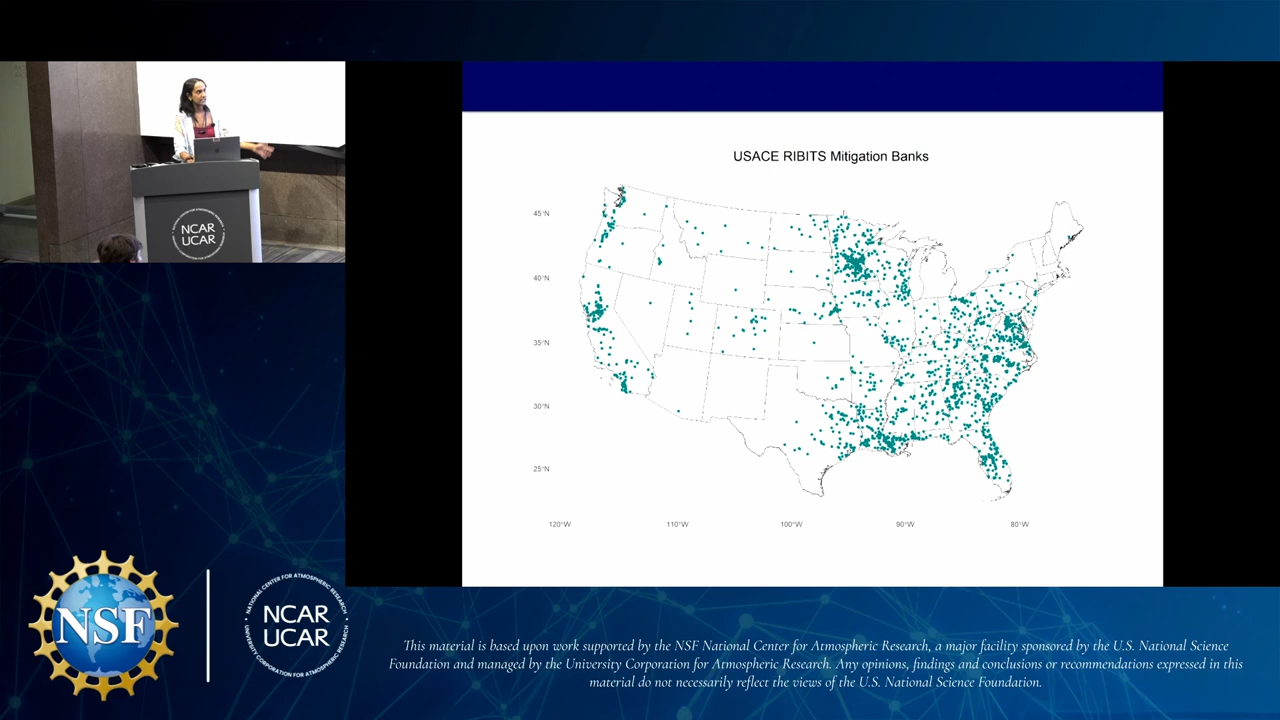 NCAR
UCAR
USACE RIBITS Mitigation Banks
45°N
40°N
35°N
30°N
25°N
120°W
110°W
100°W
90°W
80°W
NSF
NATIONAL CENTER FOR ATMOSPHERIC RESEARCH
NCAR
UCAR
UNIVERSITY CORPORATION FOR ATMOSPHERIC RESEARCH
This material is based upon work supported by the NSF National Center for Atmospheric Research, a major facility sponsored by the U.S. National Science
Foundation and managed by the University Corporation for Atmospheric Research. Any opinions, findings and conclusions or recommendations expressed in this
material do not necessarily reflect the views of the U.S. National Science Foundation.